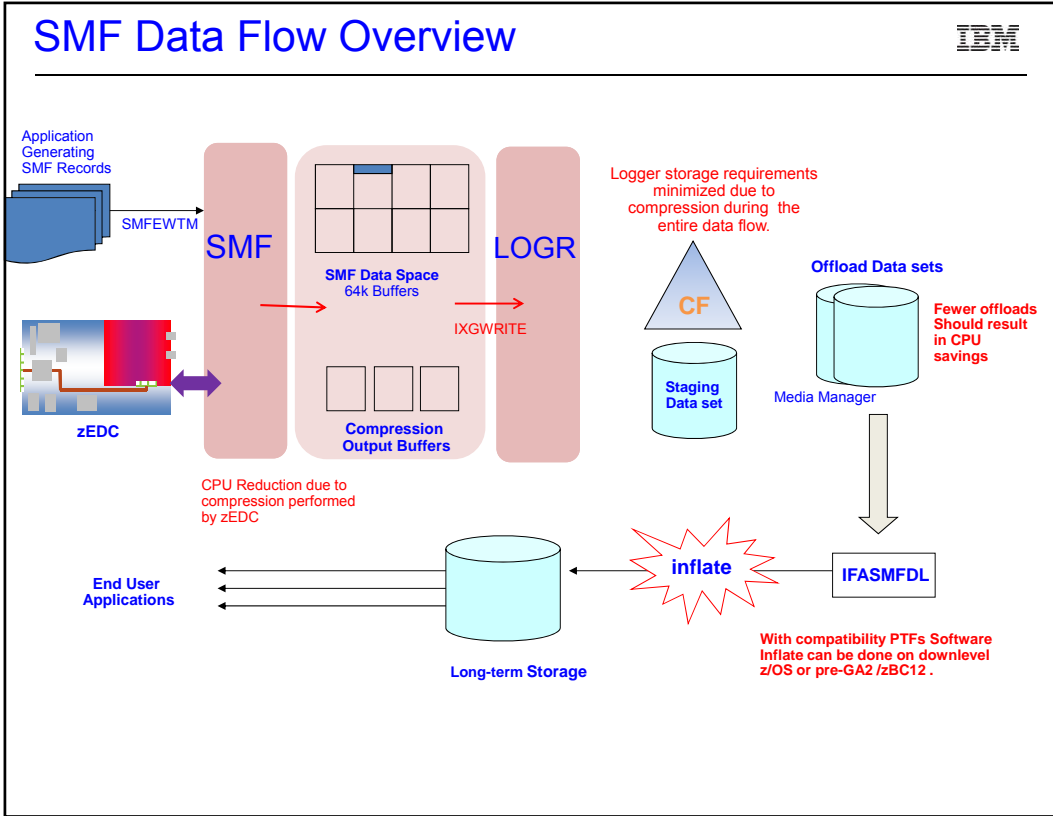 SMF Data Flow Overview
IBM
Application
Generating
SMF Records
SMFEWTM
SMF
SMF Data Space
64k Buffers
IXGWRITE
LOGR
Logger storage requirements
minimized due to
compression during the
entire data flow.
CF
Staging
Data set
Offload Data sets
Fewer offloads
Should result
in CPU
savings
Media Manager
zEDC
Compression
Output Buffers
CPU Reduction due to
compression performed
by zEDC
End User
Applications
Long-term Storage
inflate
IFASMFDL
With compatibility PTFs Software
Inflate can be done on downlevel
z/OS or pre-GA2 /zBC12 .